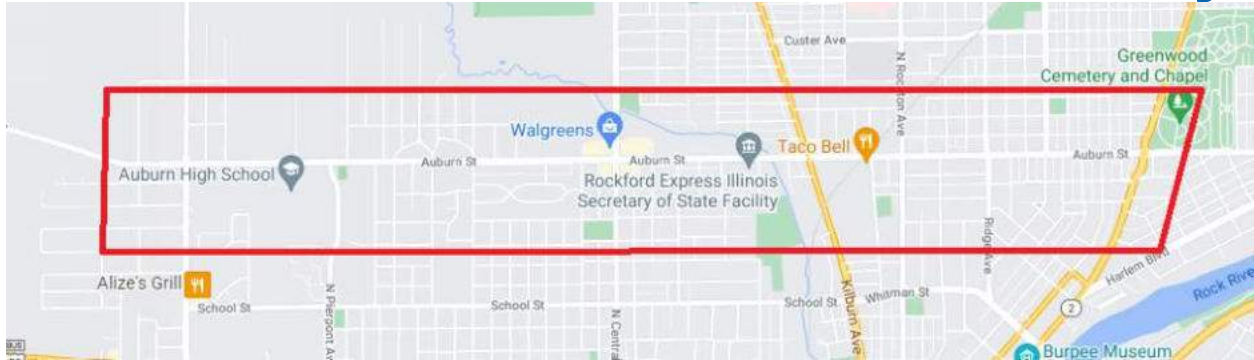 Custer Ave
N Rockton Ave
Greenwood
Cemetery and Chapel
Walgreens
Taco Bell
Auburn St
Auburn St
Auburn St
Auburn High School
Rockford Express Illinois
Secretary of State Facility
Ridge Ave
Alize's Grill
School St
N Pierpont Av
School St
N Central
School St
Kilburn Ave
Whitman St
Harlem Blvd
Rock Rive
2
Burpee Museum